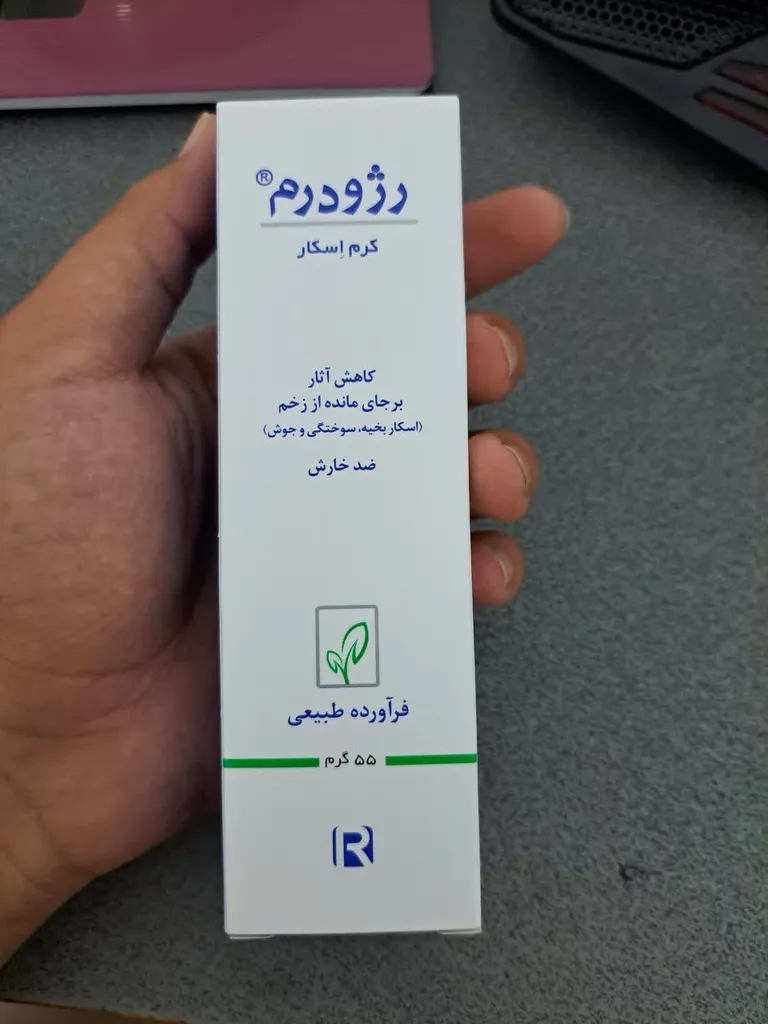 رژودرم®
کرم اِسکار
کاهش آثار
برجای مانده از زخم
(اسکار بخیه، سوختگی و جوش)
ضد خارش
فرآورده طبیعی
۵۵ گرم
R